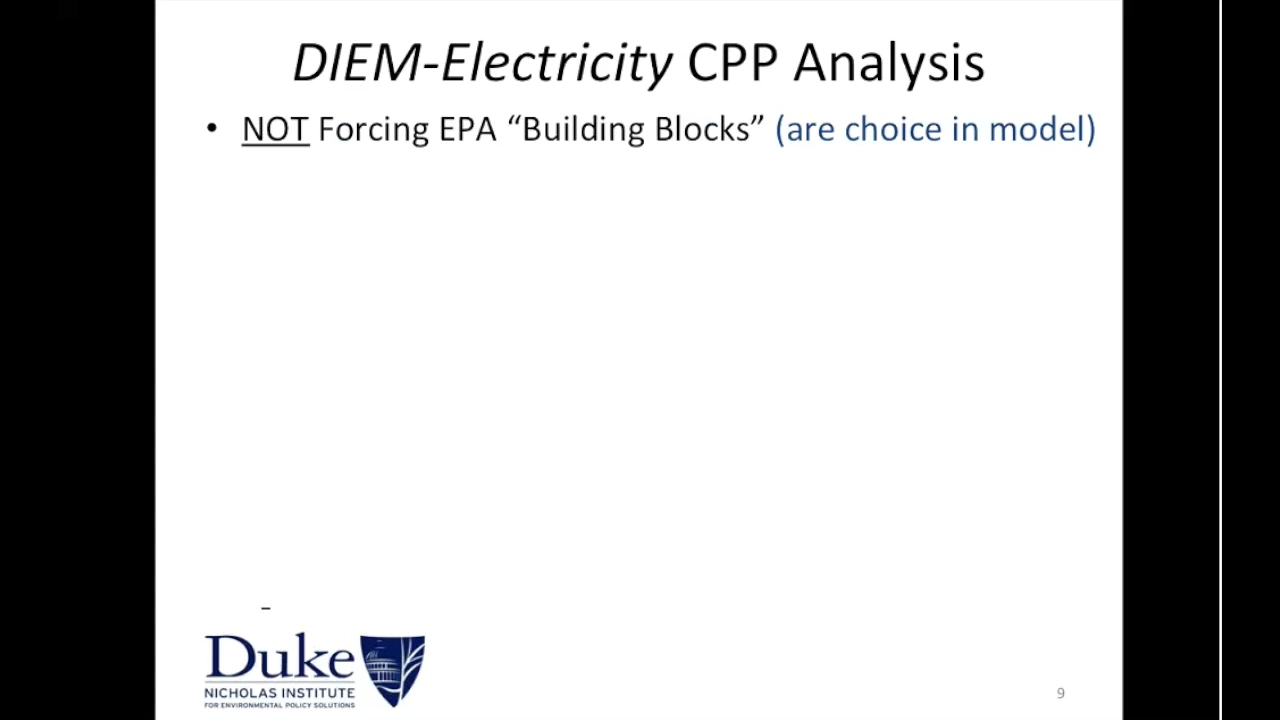 DIEM-Electricity CPP Analysis
• NOT Forcing EPA “Building Blocks” (are choice in model)
–
Duke
NICHOLAS INSTITUTE
FOR ENVIRONMENTAL POLICY SOLUTIONS
9